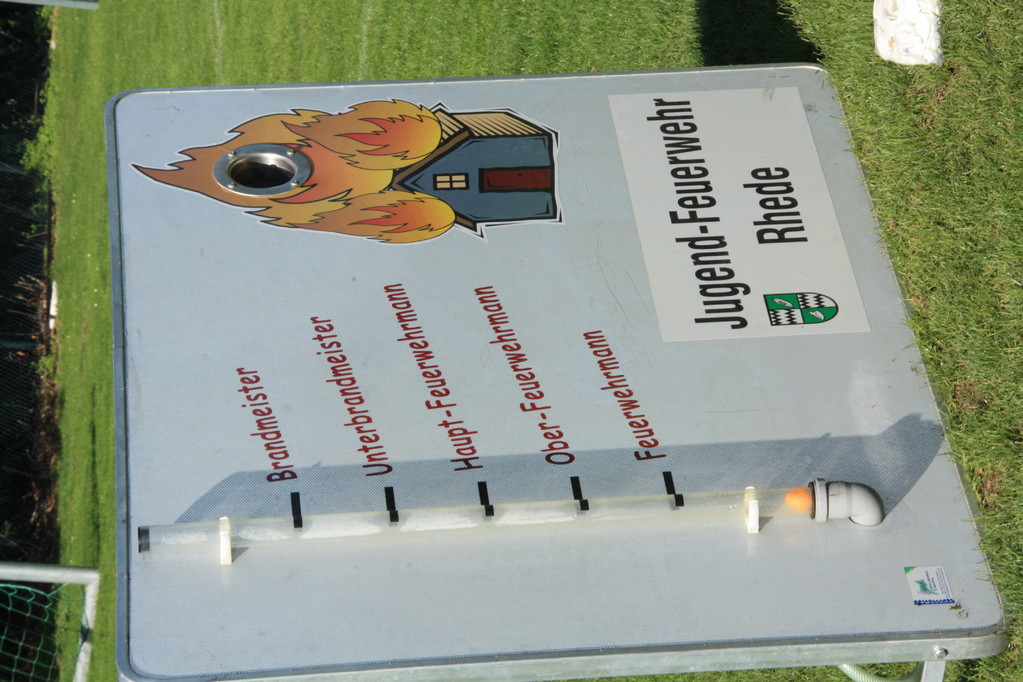 Brandmeister
Unterbrandmeister
Haupt-Feuerwehrmann
Ober-Feuerwehrmann
Feuerwehrmann
Jugend-Feuerwehr
Rhede